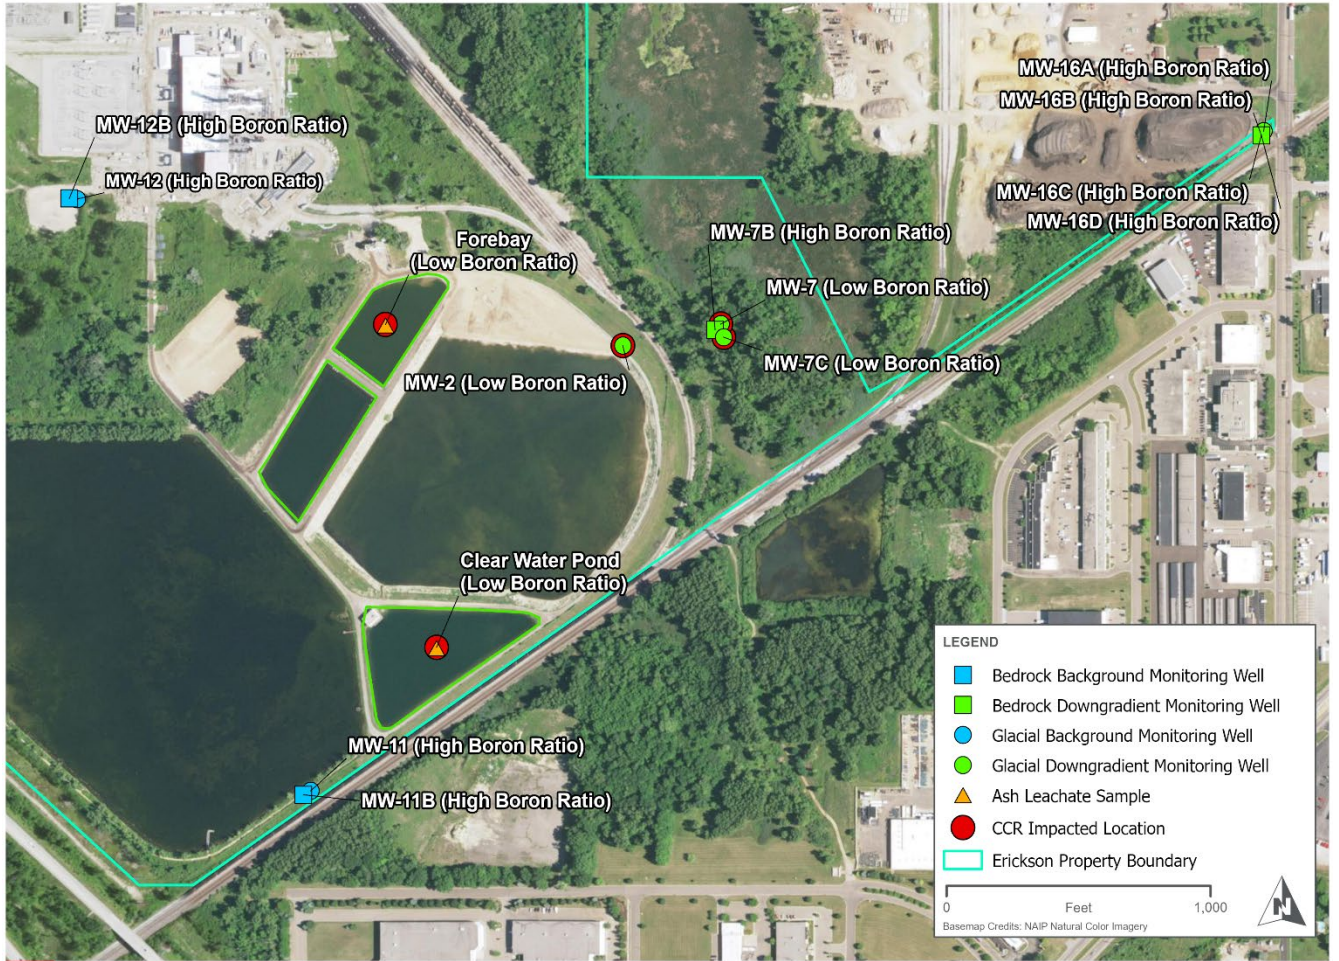 MW-16A (High Boron Ratio)
MW-16B (High Boron Ratio)
MW-12B (High Boron Ratio)
MW-12 (High Boron Ratio)
MW-16C (High Boron Ratio)
MW-16D (High Boron Ratio)
MW-7B (High Boron Ratio)
Forebay
(Low Boron Ratio)
MW-7 (Low Boron Ratio)
MW-7C (Low Boron Ratio)
MW-2 (Low Boron Ratio)
Clear Water Pond
(Low Boron Ratio)
MW-11 (High Boron Ratio)
MW-11B (High Boron Ratio)
LEGEND
Bedrock Background Monitoring Well
Bedrock Downgradient Monitoring Well
Glacial Background Monitoring Well
Glacial Downgradient Monitoring Well
Ash Leachate Sample
CCR Impacted Location
Erickson Property Boundary
0 Feet 1,000
Basemap Credits: NAIP Natural Color Imagery
N